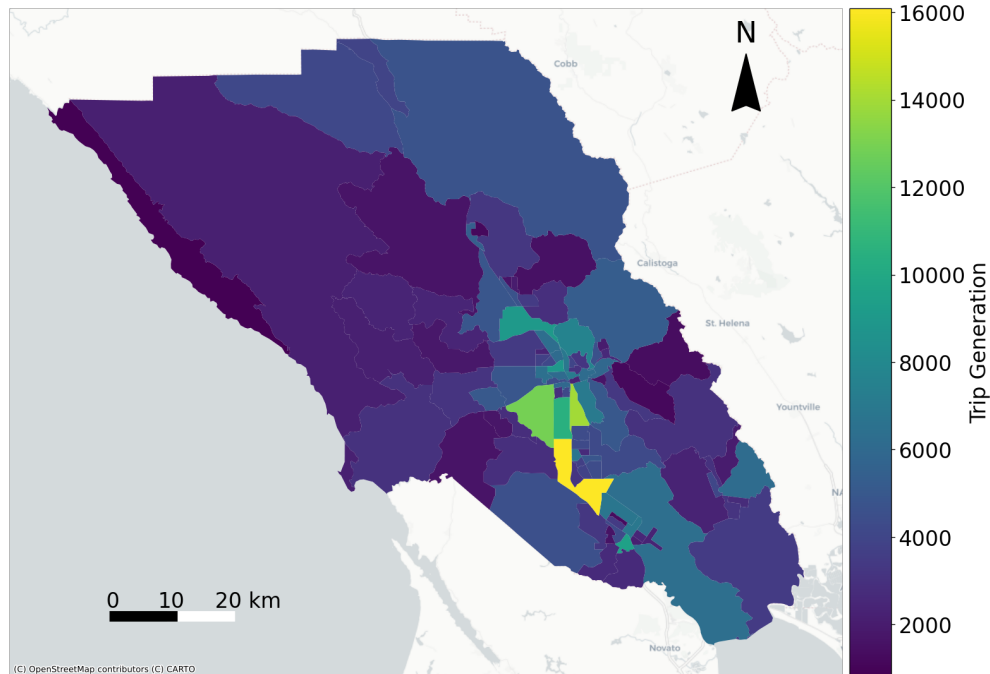 N
Cobb
Calistoga
St. Helena
Yountville
NA
Novato
0 10 20 km
(C) OpenStreetMap contributors (C) CARTO
16000
14000
12000
10000
8000
6000
4000
2000
Trip Generation